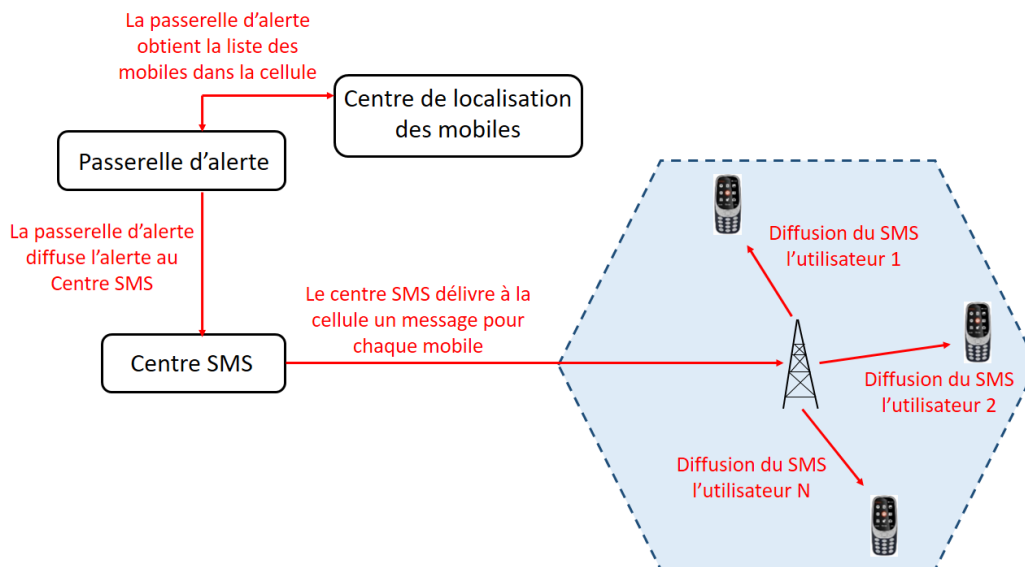 La passerelle d’alerte
obtient la liste des
mobiles dans la cellule
Centre de localisation
des mobiles
Passerelle d’alerte
La passerelle d’alerte
diffuse l’alerte au
Centre SMS
Le centre SMS délivre à la
cellule un message pour
chaque mobile
Centre SMS
Diffusion du SMS
l’utilisateur 1
Diffusion du SMS
l’utilisateur 2
Diffusion du SMS
l’utilisateur N